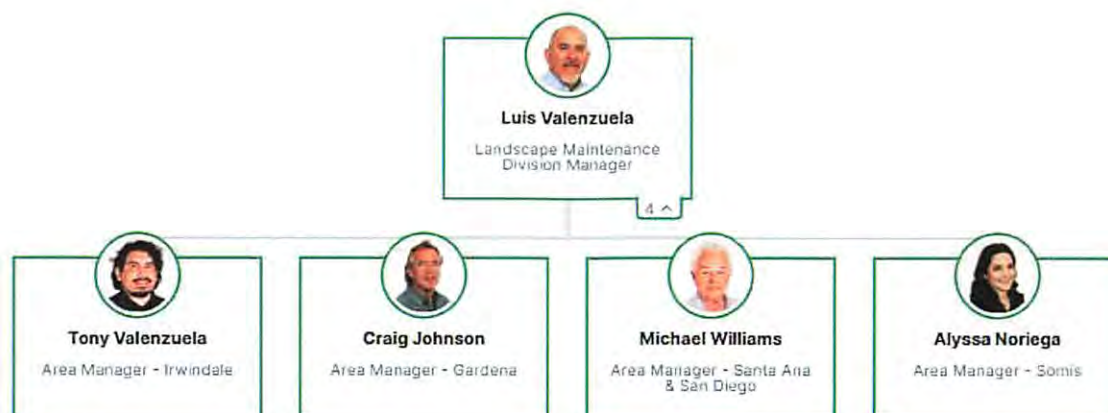 Luis Valenzuela
Landscape Maintenance
Division Manager
4
Tony Valenzuela
Area Manager - Irwindale
Craig Johnson
Area Manager - Gardena
Michael Williams
Area Manager - Santa Ana
& San Diego
Alyssa Noriega
Area Manager - Somis